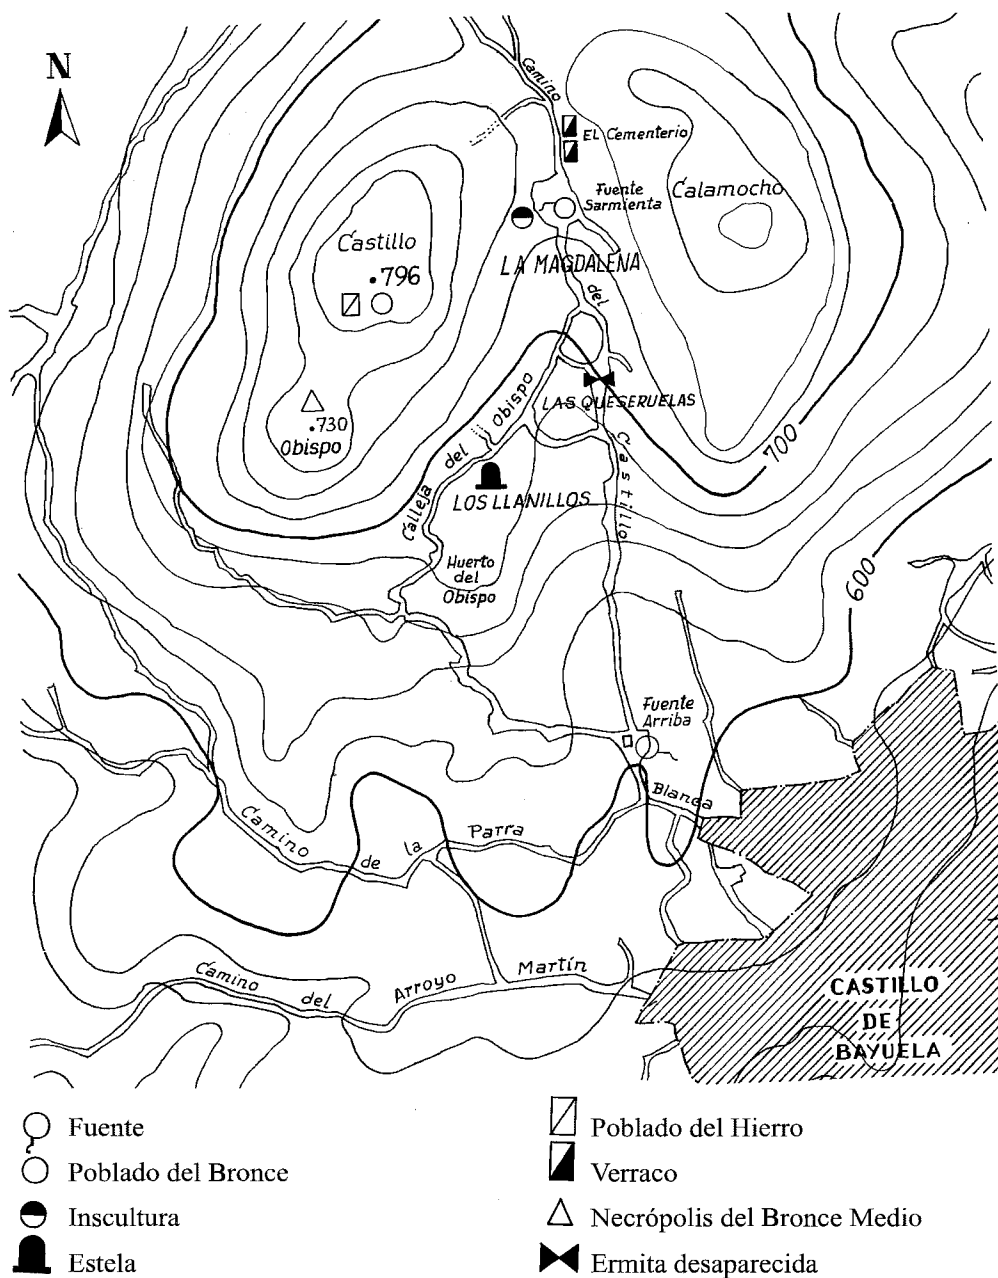 N
Camino
EL Cementerio
Fuente
Sarmienta
Calamocho
Castillo
.796
LA MAGDALENA
del
.730
Obispo
Calleja del Obispo
LAS QUESERUELAS
700
Castillo
LOS LLANILLOS
Huerto
del
Obispo
600
Fuente
Arriba
Blanca
Camino de la Parra
Camino del Arroyo Martín
CASTILLO
DE
BAYUELA
Fuente
Poblado del Bronce
Inscultura
Estela
Poblado del Hierro
Verraco
Necrópolis del Bronce Medio
Ermita desaparecida